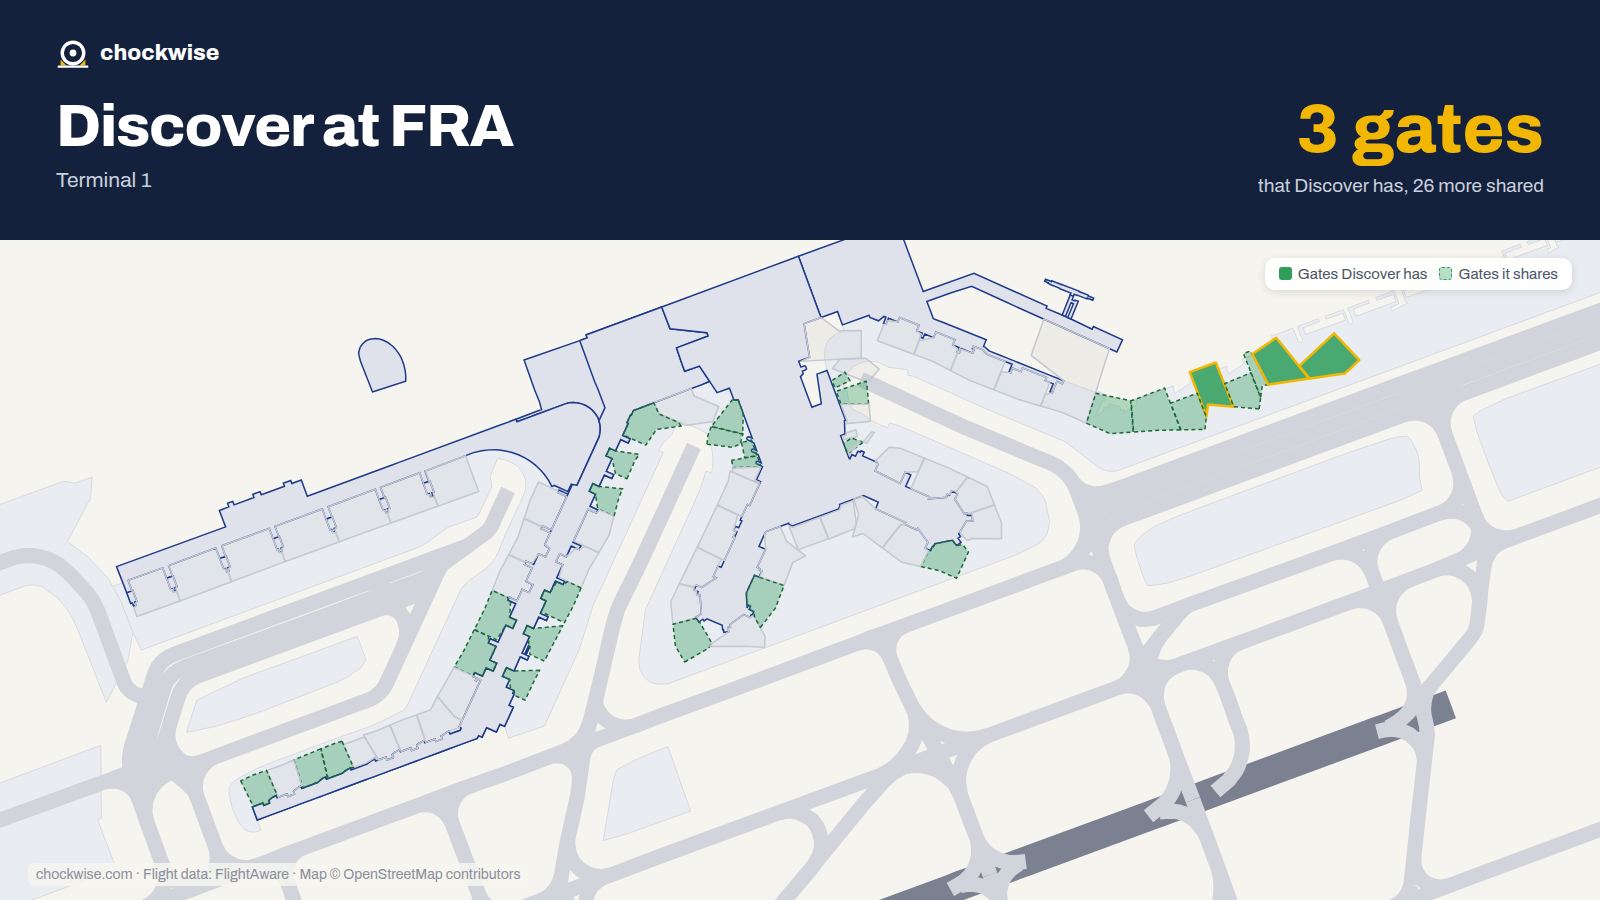 chockwise
Discover at FRA
Terminal 1
3 gates
that Discover has, 26 more shared
Gates Discover has
Gates it shares
chockwise.com · Flight data: FlightAware · Map © OpenStreetMap contributors